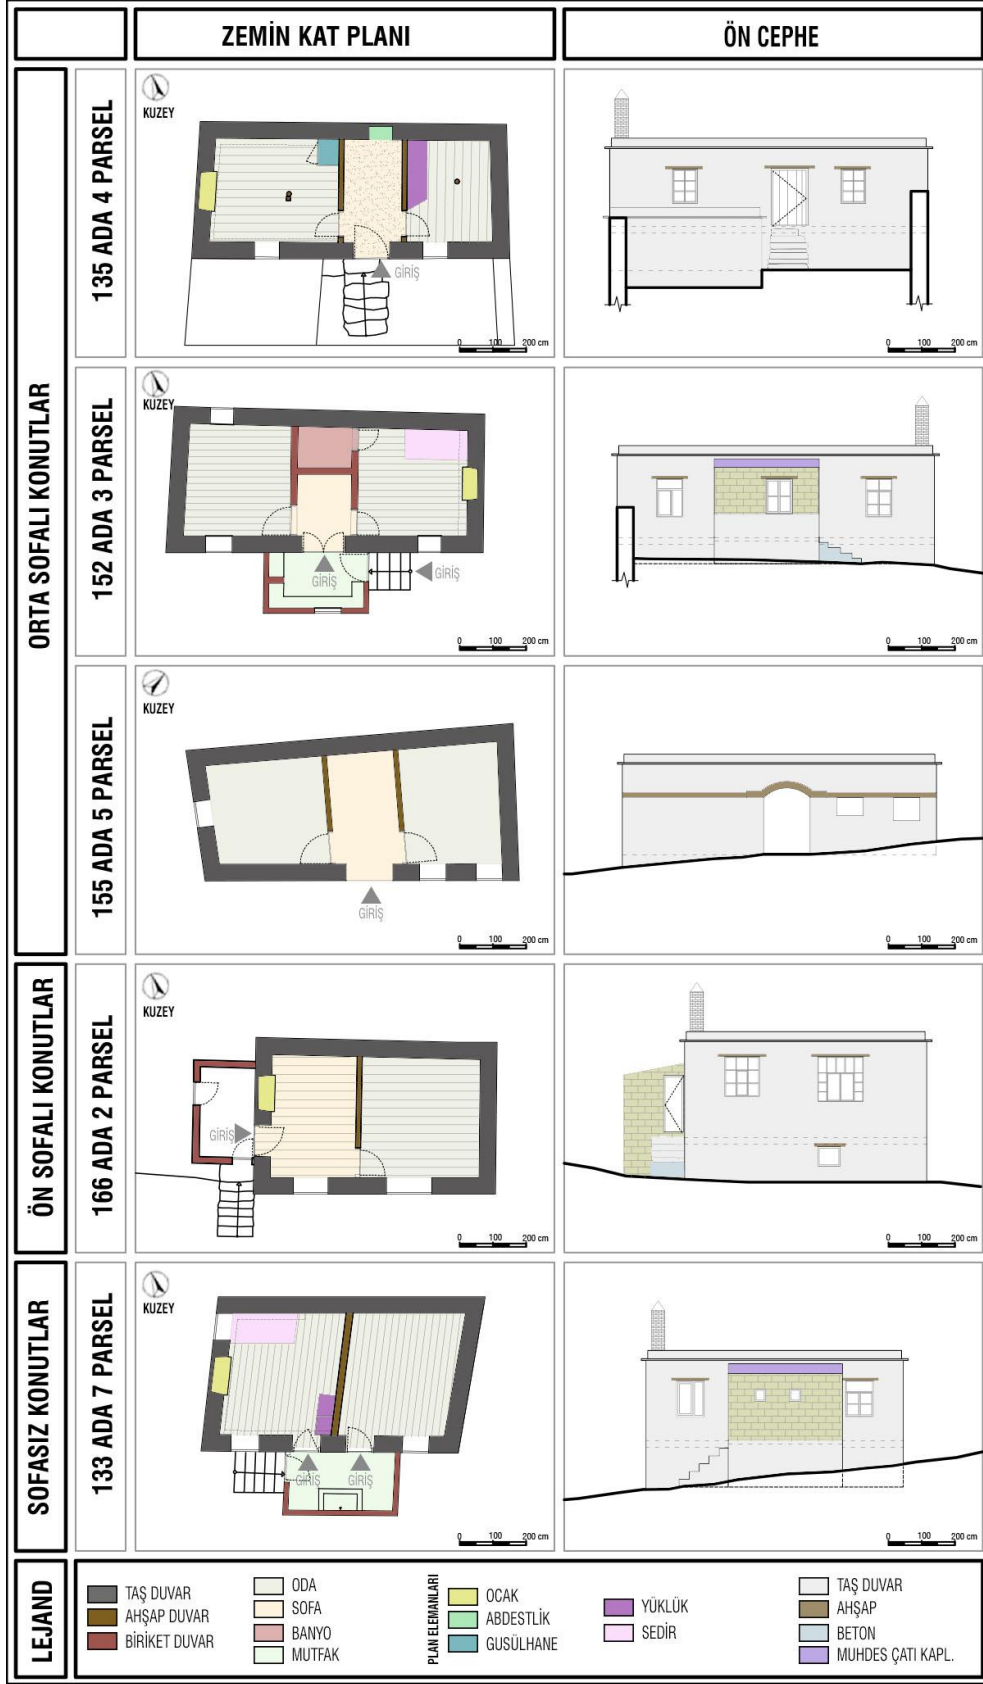 ZEMİN KAT PLANI
ÖN CEPHE
ORTA SOFALI KONUTLAR
135 ADA 4 PARSEL
KUZEY
GİRİŞ
0 100 200 cm
0 100 200 cm
152 ADA 3 PARSEL
KUZEY
GİRİŞ
GİRİŞ
0 100 200 cm
0 100 200 cm
155 ADA 5 PARSEL
KUZEY
GİRİŞ
0 100 200 cm
0 100 200 cm
ÖN SOFALI KONUTLAR
166 ADA 2 PARSEL
KUZEY
GİRİŞ
0 100 200 cm
0 100 200 cm
SOFASIZ KONUTLAR
133 ADA 7 PARSEL
KUZEY
GİRİŞ
GİRİŞ
0 100 200 cm
0 100 200 cm
LEJAND
TAŞ DUVAR
AHŞAP DUVAR
BİRİKET DUVAR
ODA
SOFA
BANYO
MUTFAK
PLAN ELEMANLARI
OCAK
ABDESTLİK
GUSÜLHANE
YÜKLÜK
SEDİR
TAŞ DUVAR
AHŞAP
BETON
MUHDES ÇATI KAPL.